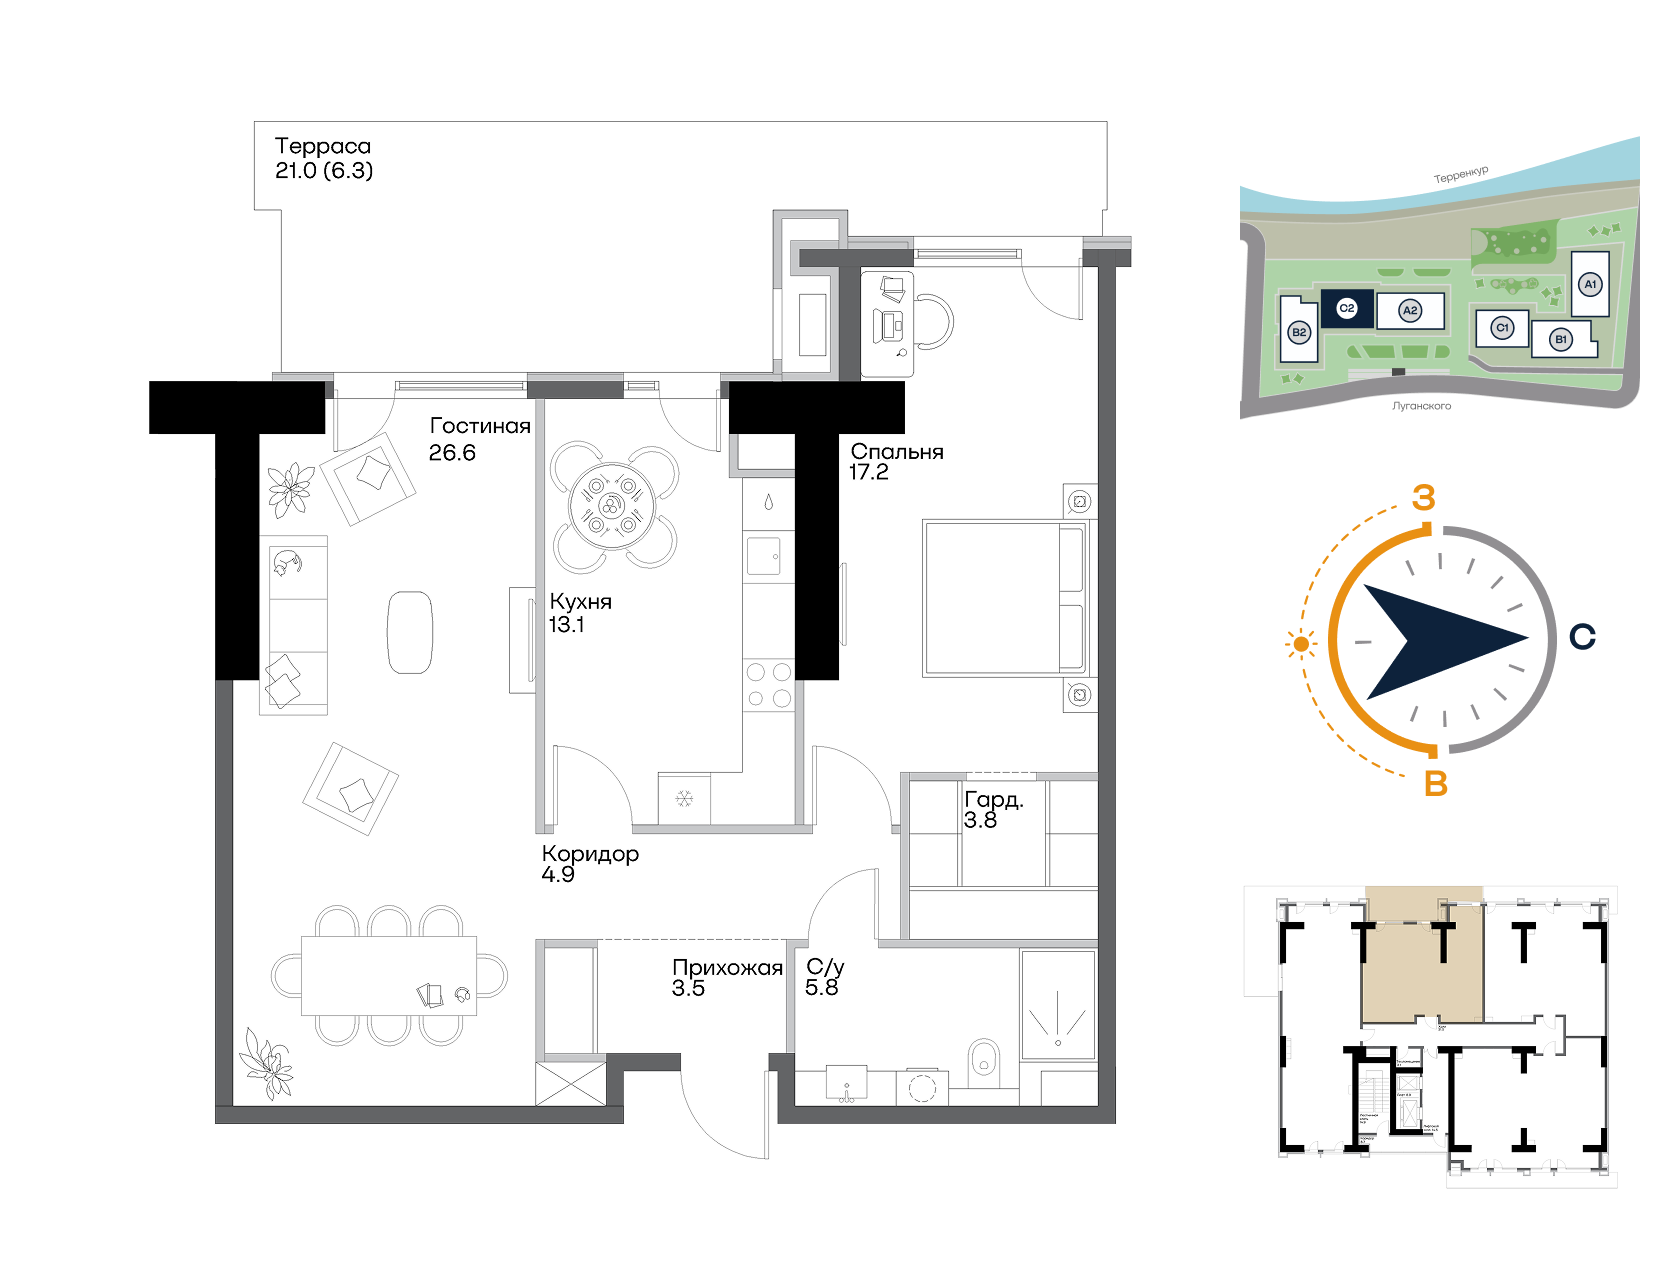 Терраса
21.0 (6.3)
Гостиная
26.6
Кухня
13.1
Спальня
17.2
Гард.
3.8
Коридор
4.9
Прихожая
3.5
С/у
5.8
Терренкур
A1
C2
A2
B2
C1
B1
Луганского
З
С
В